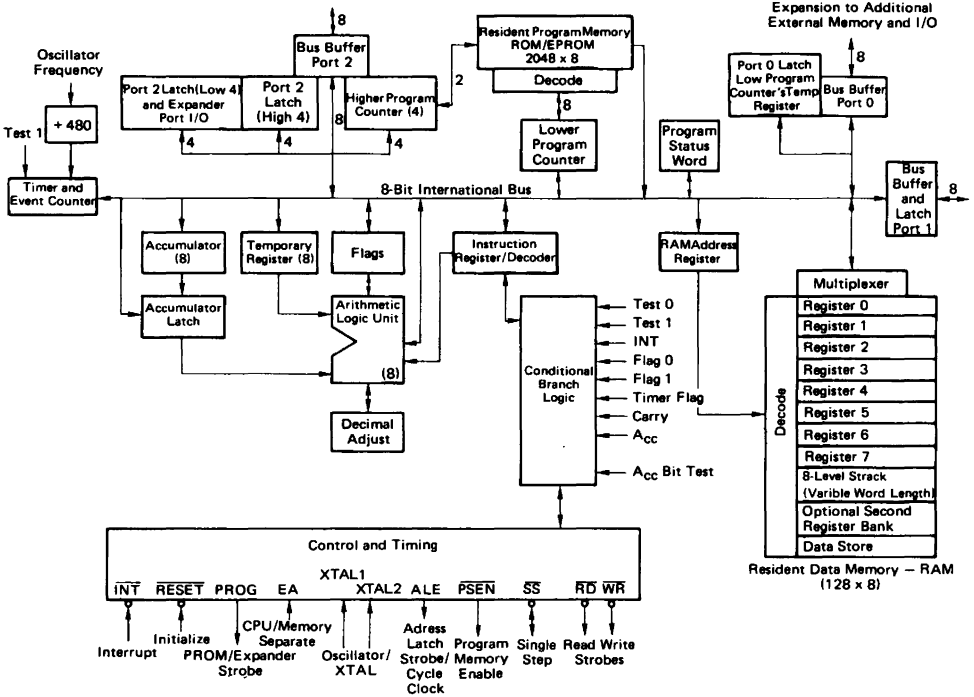 Expansion to Additional
External Memory and I/O
8
8
Oscillator
Frequency
Bus Buffer
Port 2
Resident Program Memory
ROM/EPROM
2048 x 8
Decode
2
8
Port 2 Latch(Low 4)
and Expander
Port I/O
Port 2
Latch
(High 4)
Higher Program
Counter (4)
Port 0 Latch
Low Program
Counter'sTemp
Register
Bus Buffer
Port 0
+ 480
Test 1
4
4
8
4
Lower
Program
Counter
Program
Status
Word
Timer and
Event Counter
8-Bit International Bus
Bus
Buffer
and
Latch
Port 1
8
Accumulator
(8)
Temporary
Register (8)
Flags
Instruction
Register/Decoder
RAMAddress
Register
Accumulator
Latch
Arithmetic
Logic Unit
(8)
Decimal
Adjust
Conditional
Branch
Logic
Test 0
Test 1
INT
Flag 0
Flag 1
Timer Flag
Carry
ACC
ACC Bit Test
Multiplexer
Decode
Register 0
Register 1
Register 2
Register 3
Register 4
Register 5
Register 6
Register 7
8-Level Strack
(Varible Word Length)
Optional Second
Register Bank
Data Store
Resident Data Memory – RAM
(128 x 8)
Control and Timing
XTAL1
INT RESET PROG EA XTAL2 ALE PSEN SS RD WR
Interrupt
Initialize
PROM/Expander
Strobe
CPU/Memory
Separate
Oscillator/
XTAL
Adress
Latch
Strobe/
Cycle
Clock
Program
Memory
Enable
Single
Step
Read Write
Strobes